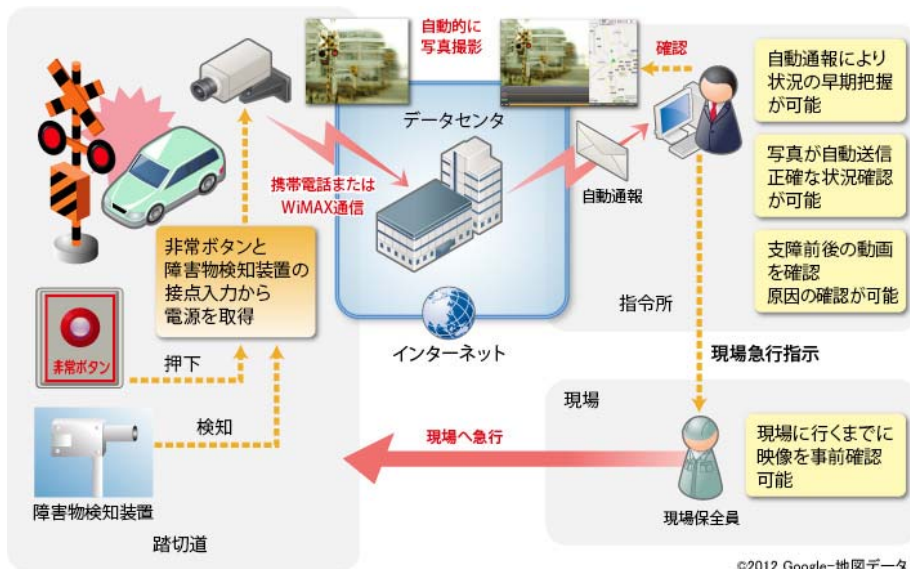 自動的に
写真撮影
確認
自動通報により
状況の早期把握
が可能
データセンタ
写真が自動送信
正確な状況確認
が可能
携帯電話または
WiMAX通信
自動通報
非常ボタンと
障害物検知装置の
接点入力から
電源を取得
支障前後の動画
を確認
原因の確認が可能
指令所
インターネット
非常ボタン
押下
現場急行指示
検知
現場へ急行
現場
現場に行くまでに
映像を事前確認
可能
障害物検知装置
現場保全員
踏切道
©2012 Google-地図データ